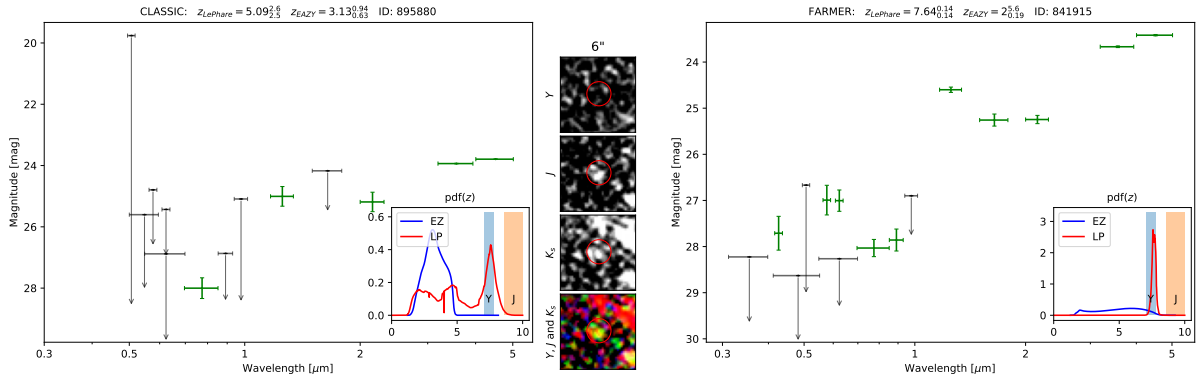 CLASSIC: z_LePhare = 5.09^2.6_2.5 z_EAZY = 3.13^0.94_0.63 ID: 895880
20
22
24
26
28
Magnitude [mag]
0.3 0.5 1 2 5
Wavelength [μm]
pdf(z)
EZ
LP
0.6
0.4
0.2
0.0
Y J
0 5 10
6"
Y
J
K_s
Y, J and K_s
FARMER: z_LePhare = 7.64^0.14_0.14 z_EAZY = 2^5.6_0.19 ID: 841915
24
25
26
27
28
29
30
Magnitude [mag]
0.3 0.5 1 2 5
Wavelength [μm]
pdf(z)
EZ
LP
3
2
1
0
Y J
0 5 10